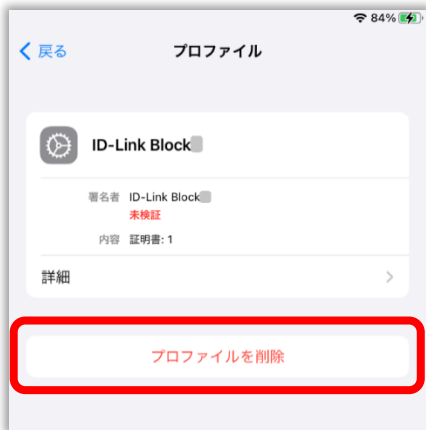 84%
戻る プロファイル
ID-Link Block
署名者 ID-Link Block
未検証
内容 証明書: 1
詳細
プロファイルを削除